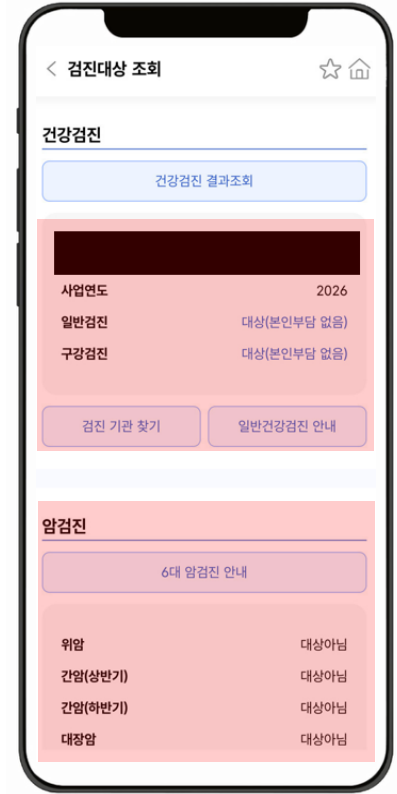 검진대상 조회
건강검진
건강검진 결과조회
사업연도 2026
일반검진 대상(본인부담 없음)
구강검진 대상(본인부담 없음)
검진 기관 찾기 일반건강검진 안내
암검진
6대 암검진 안내
위암 대상아님
간암(상반기) 대상아님
간암(하반기) 대상아님
대장암 대상아님